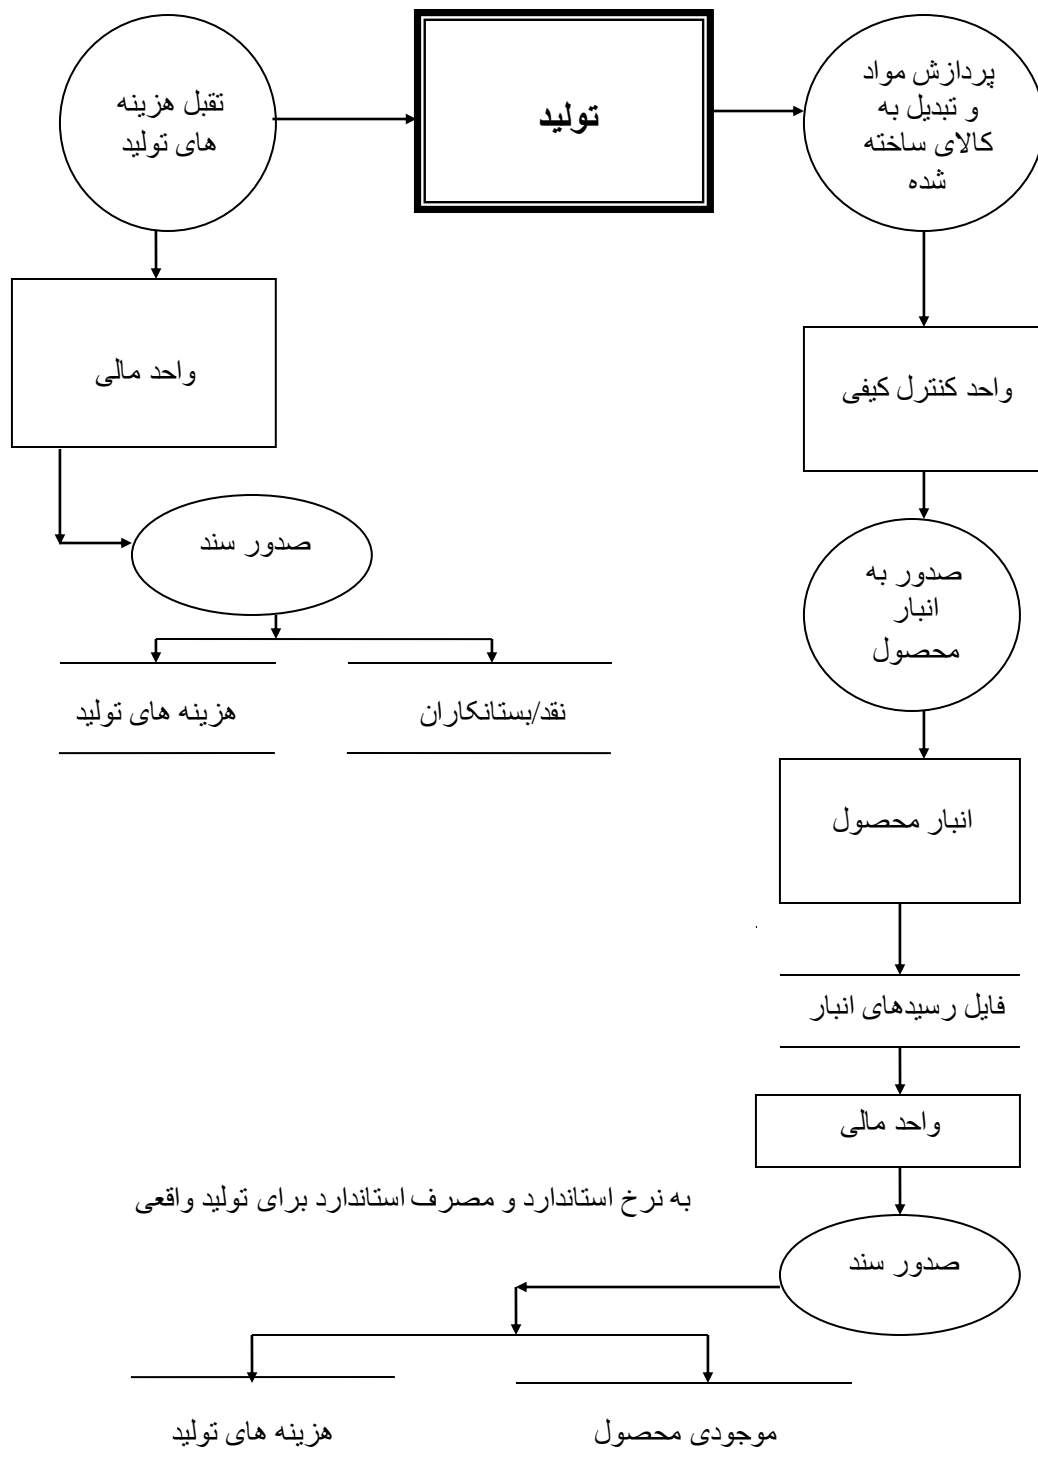 پردازش مواد
و تبدیل به
کالای ساخته
شده
تولید
تقبل هزینه
های تولید
واحد مالی
واحد کنترل کیفی
صدور سند
صدور به
انبار
محصول
نقد/بستانکاران
هزینه های تولید
انبار محصول
فایل رسیدهای انبار
واحد مالی
به نرخ استاندارد و مصرف استاندارد برای تولید واقعی
صدور سند
موجودی محصول
هزینه های تولید